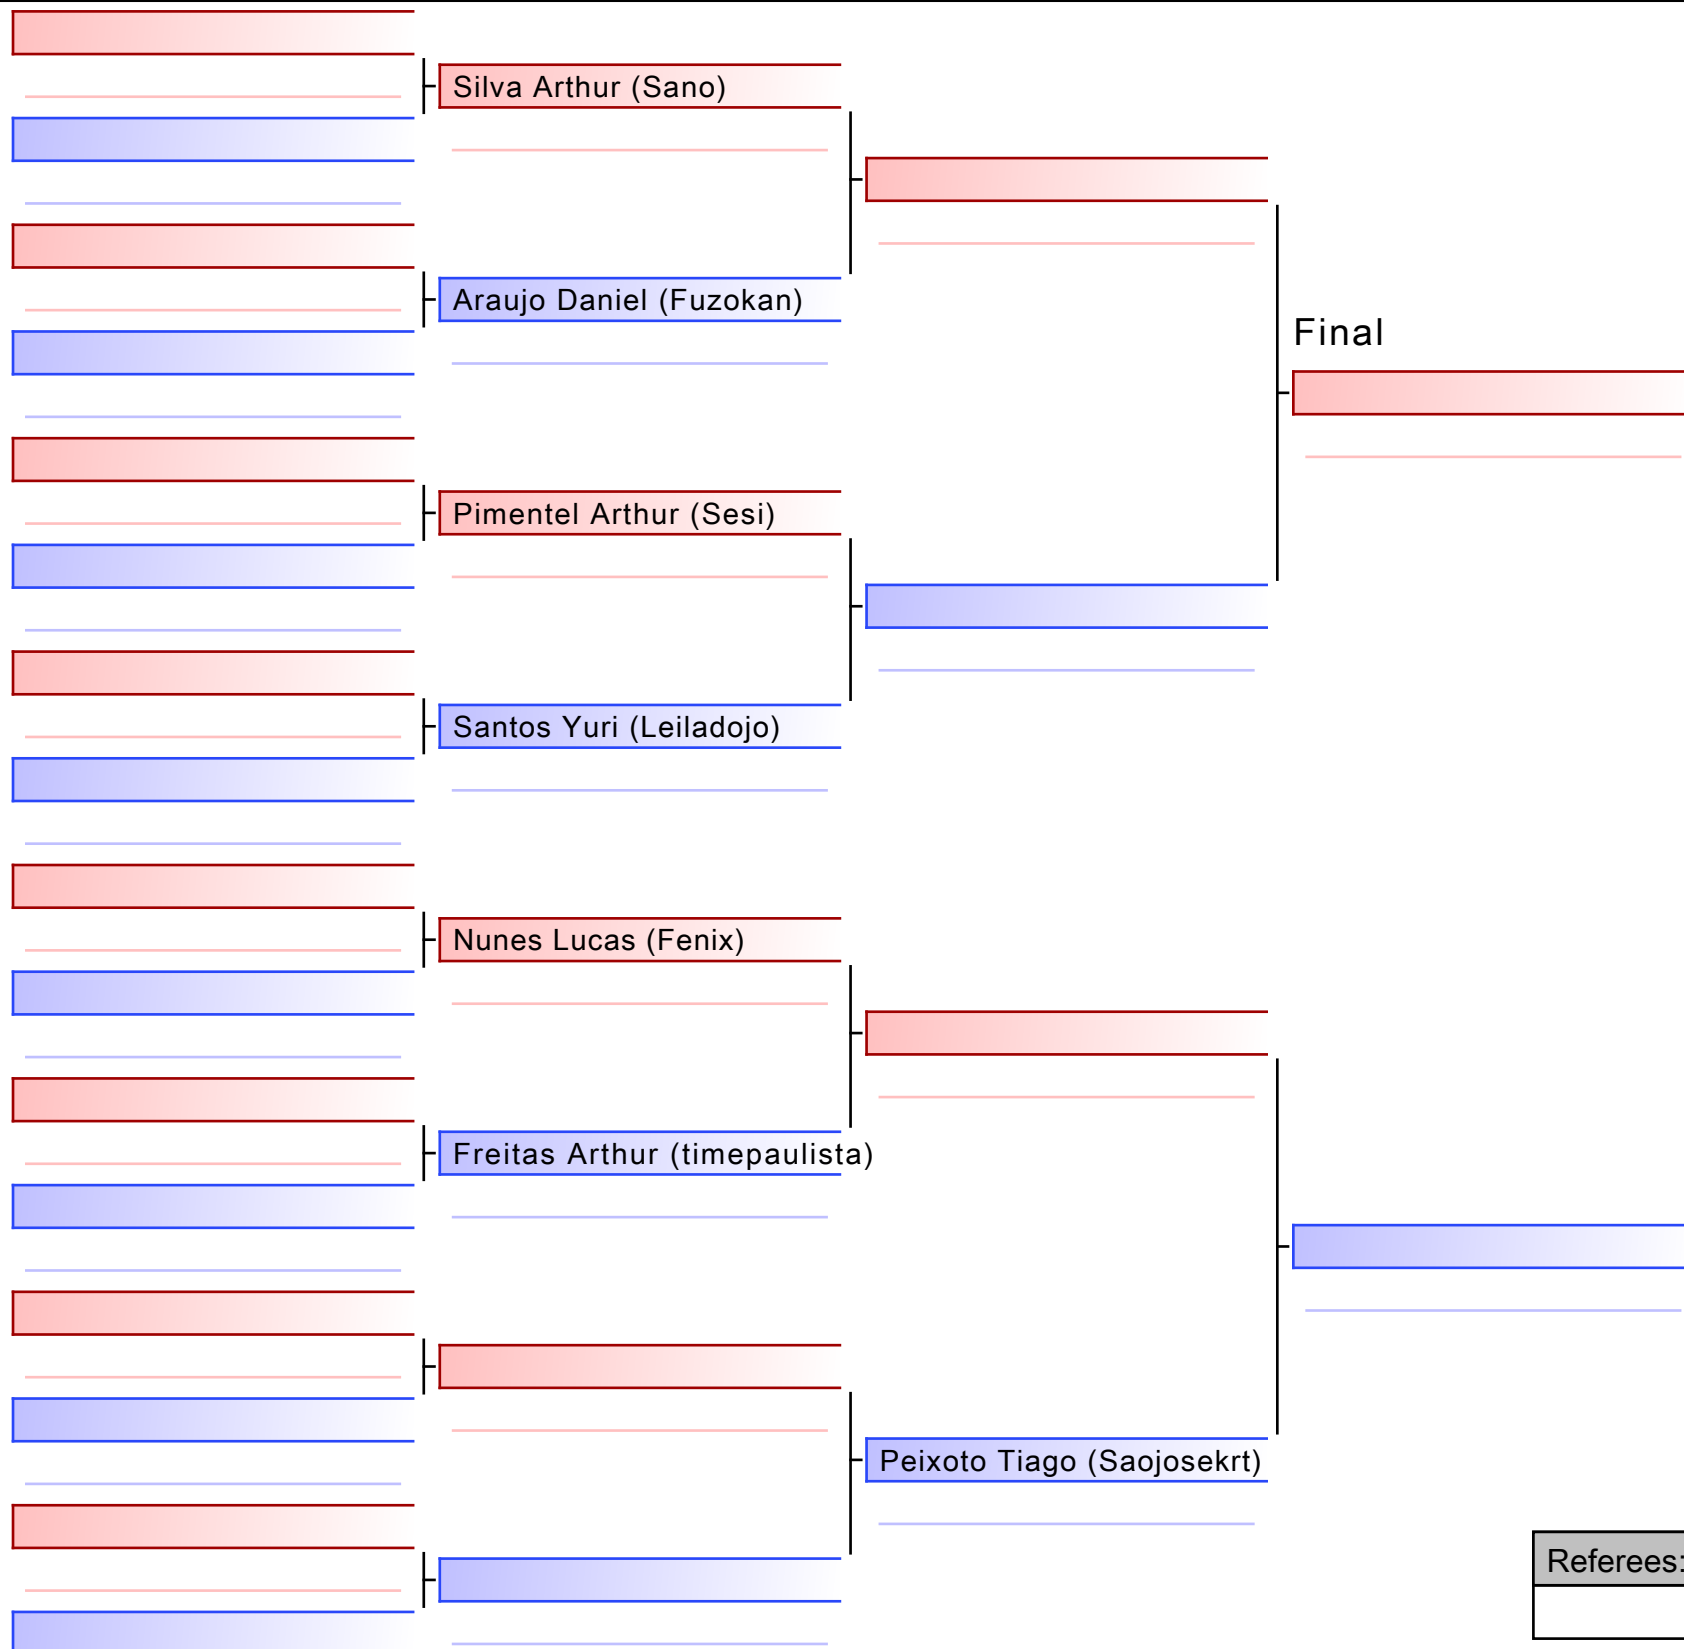 Silva Arthur (Sano)
Araujo Daniel (Fuzokan)
Final
Pimentel Arthur (Sesi)
Santos Yuri (Leiladojo)
Nunes Lucas (Fenix)
Freitas Arthur (timepaulista)
Peixoto Tiago (Saojosekrt)
Referees: